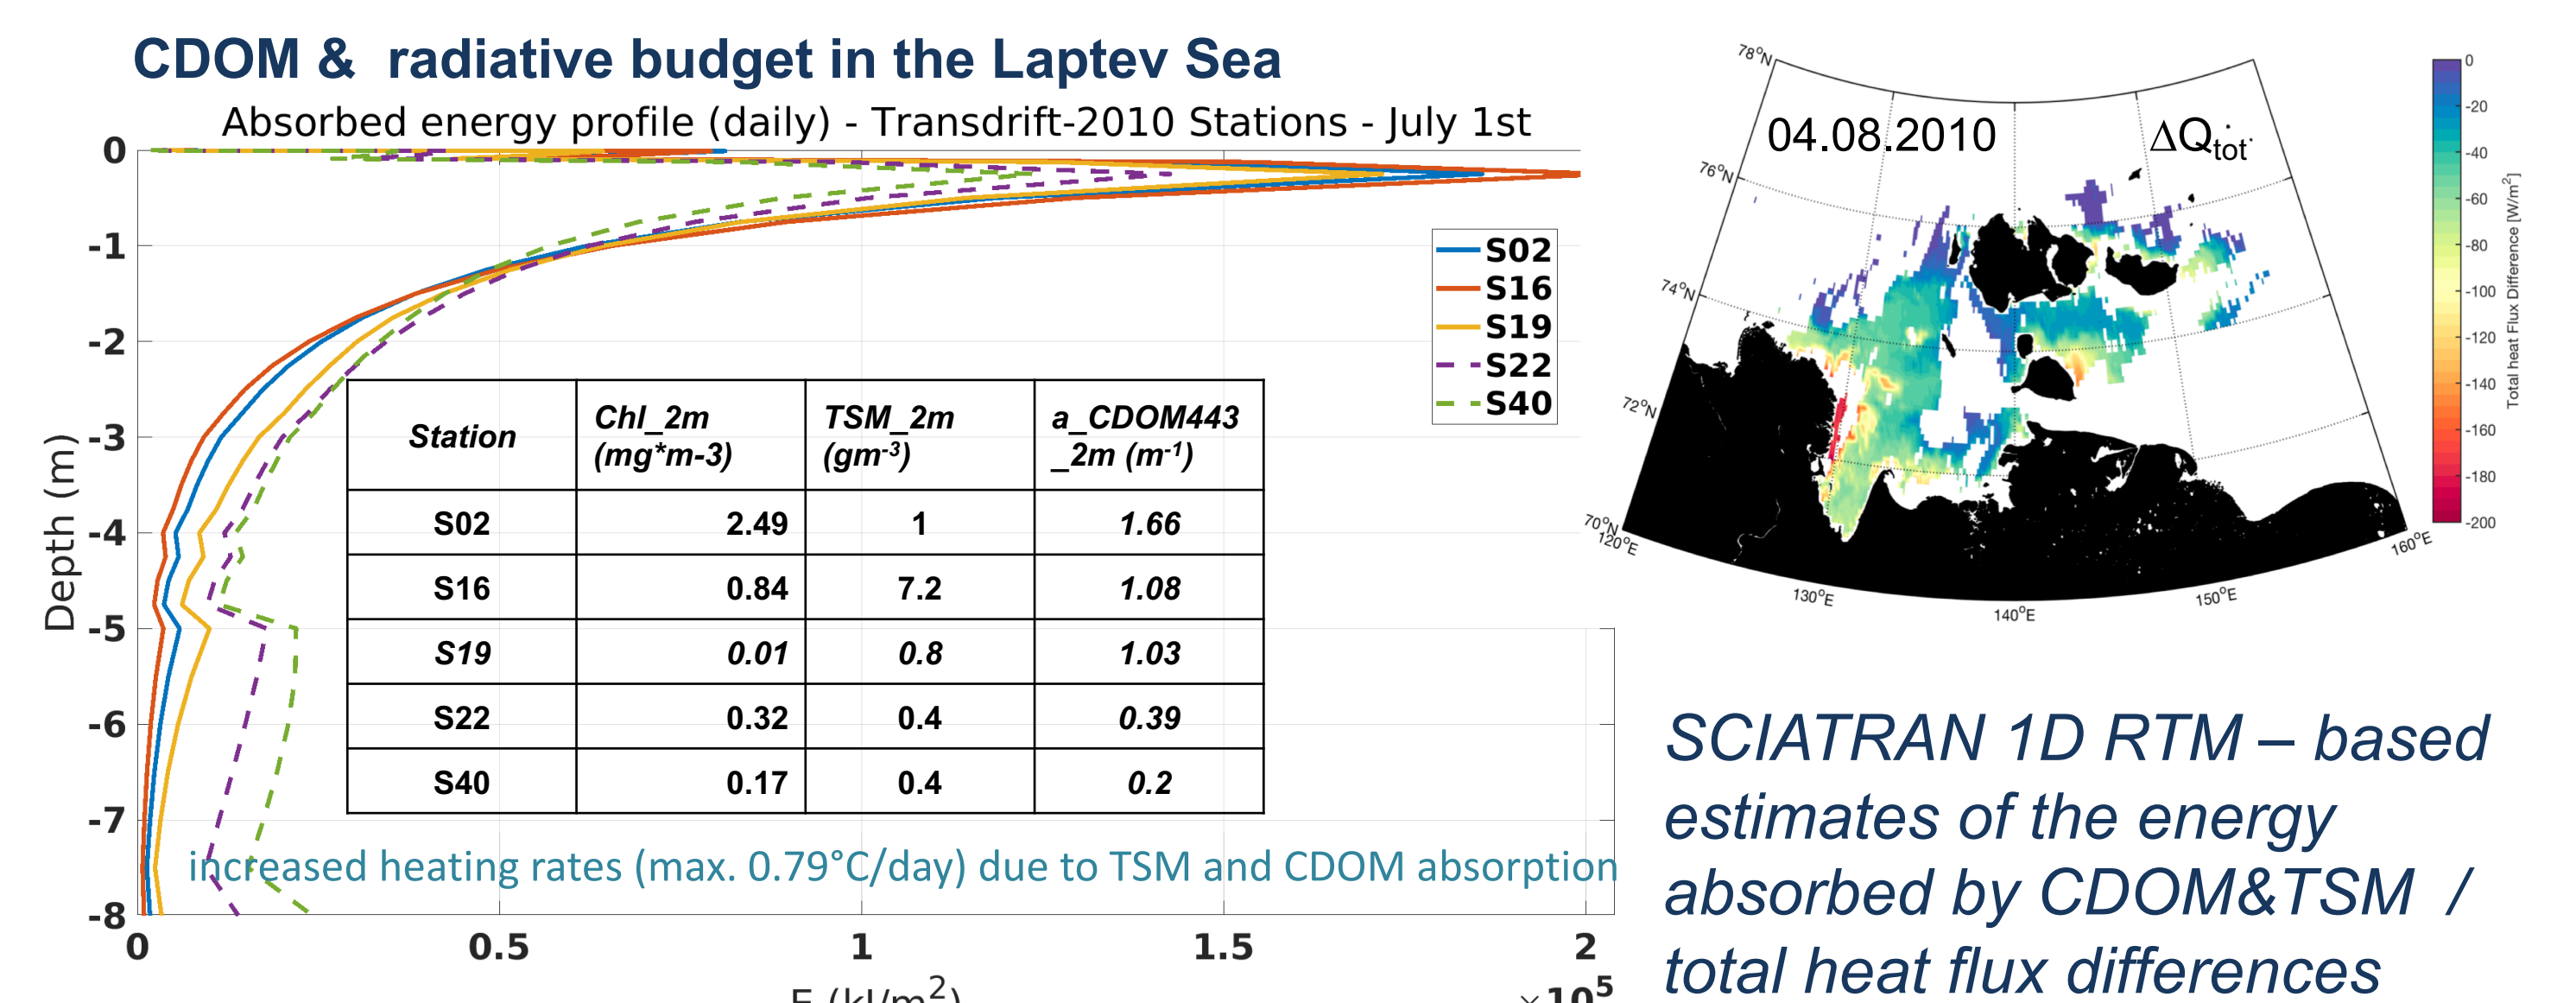 CDOM & radiative budget in the Laptev Sea
Absorbed energy profile (daily) - Transdrift-2010 Stations - July 1st
0
-1
-2
-3
-4
-5
-6
-7
-8
Depth (m)
0 0.5 1 1.5 2
E (kJ/m²) ×10⁵
S02
S16
S19
S22
S40
Station Chl_2m (mg*m-3) TSM_2m (gm-3) a_CDOM443_2m (m-1)
S02 2.49 1 1.66
S16 0.84 7.2 1.08
S19 0.01 0.8 1.03
S22 0.32 0.4 0.39
S40 0.17 0.4 0.2
increased heating rates (max. 0.79°C/day) due to TSM and CDOM absorption
04.08.2010 ΔQtot
78°N
76°N
74°N
72°N
70°N
120°E
130°E
140°E
150°E
160°E
0
-20
-40
-60
-80
-100
-120
-140
-160
-180
-200
Total heat Flux Difference [W/m²]
SCIATRAN 1D RTM – based
estimates of the energy
absorbed by CDOM&TSM /
total heat flux differences